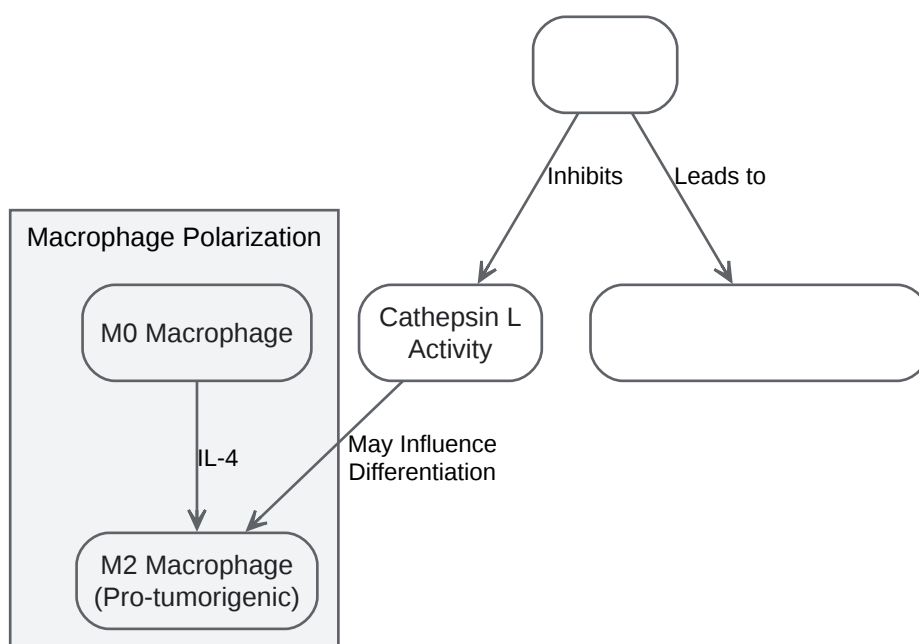 Inhibits
Leads to
Macrophage Polarization
M0 Macrophage
Cathepsin L
Activity
IL-4
May Influence
Differentiation
M2 Macrophage
(Pro-tumorigenic)